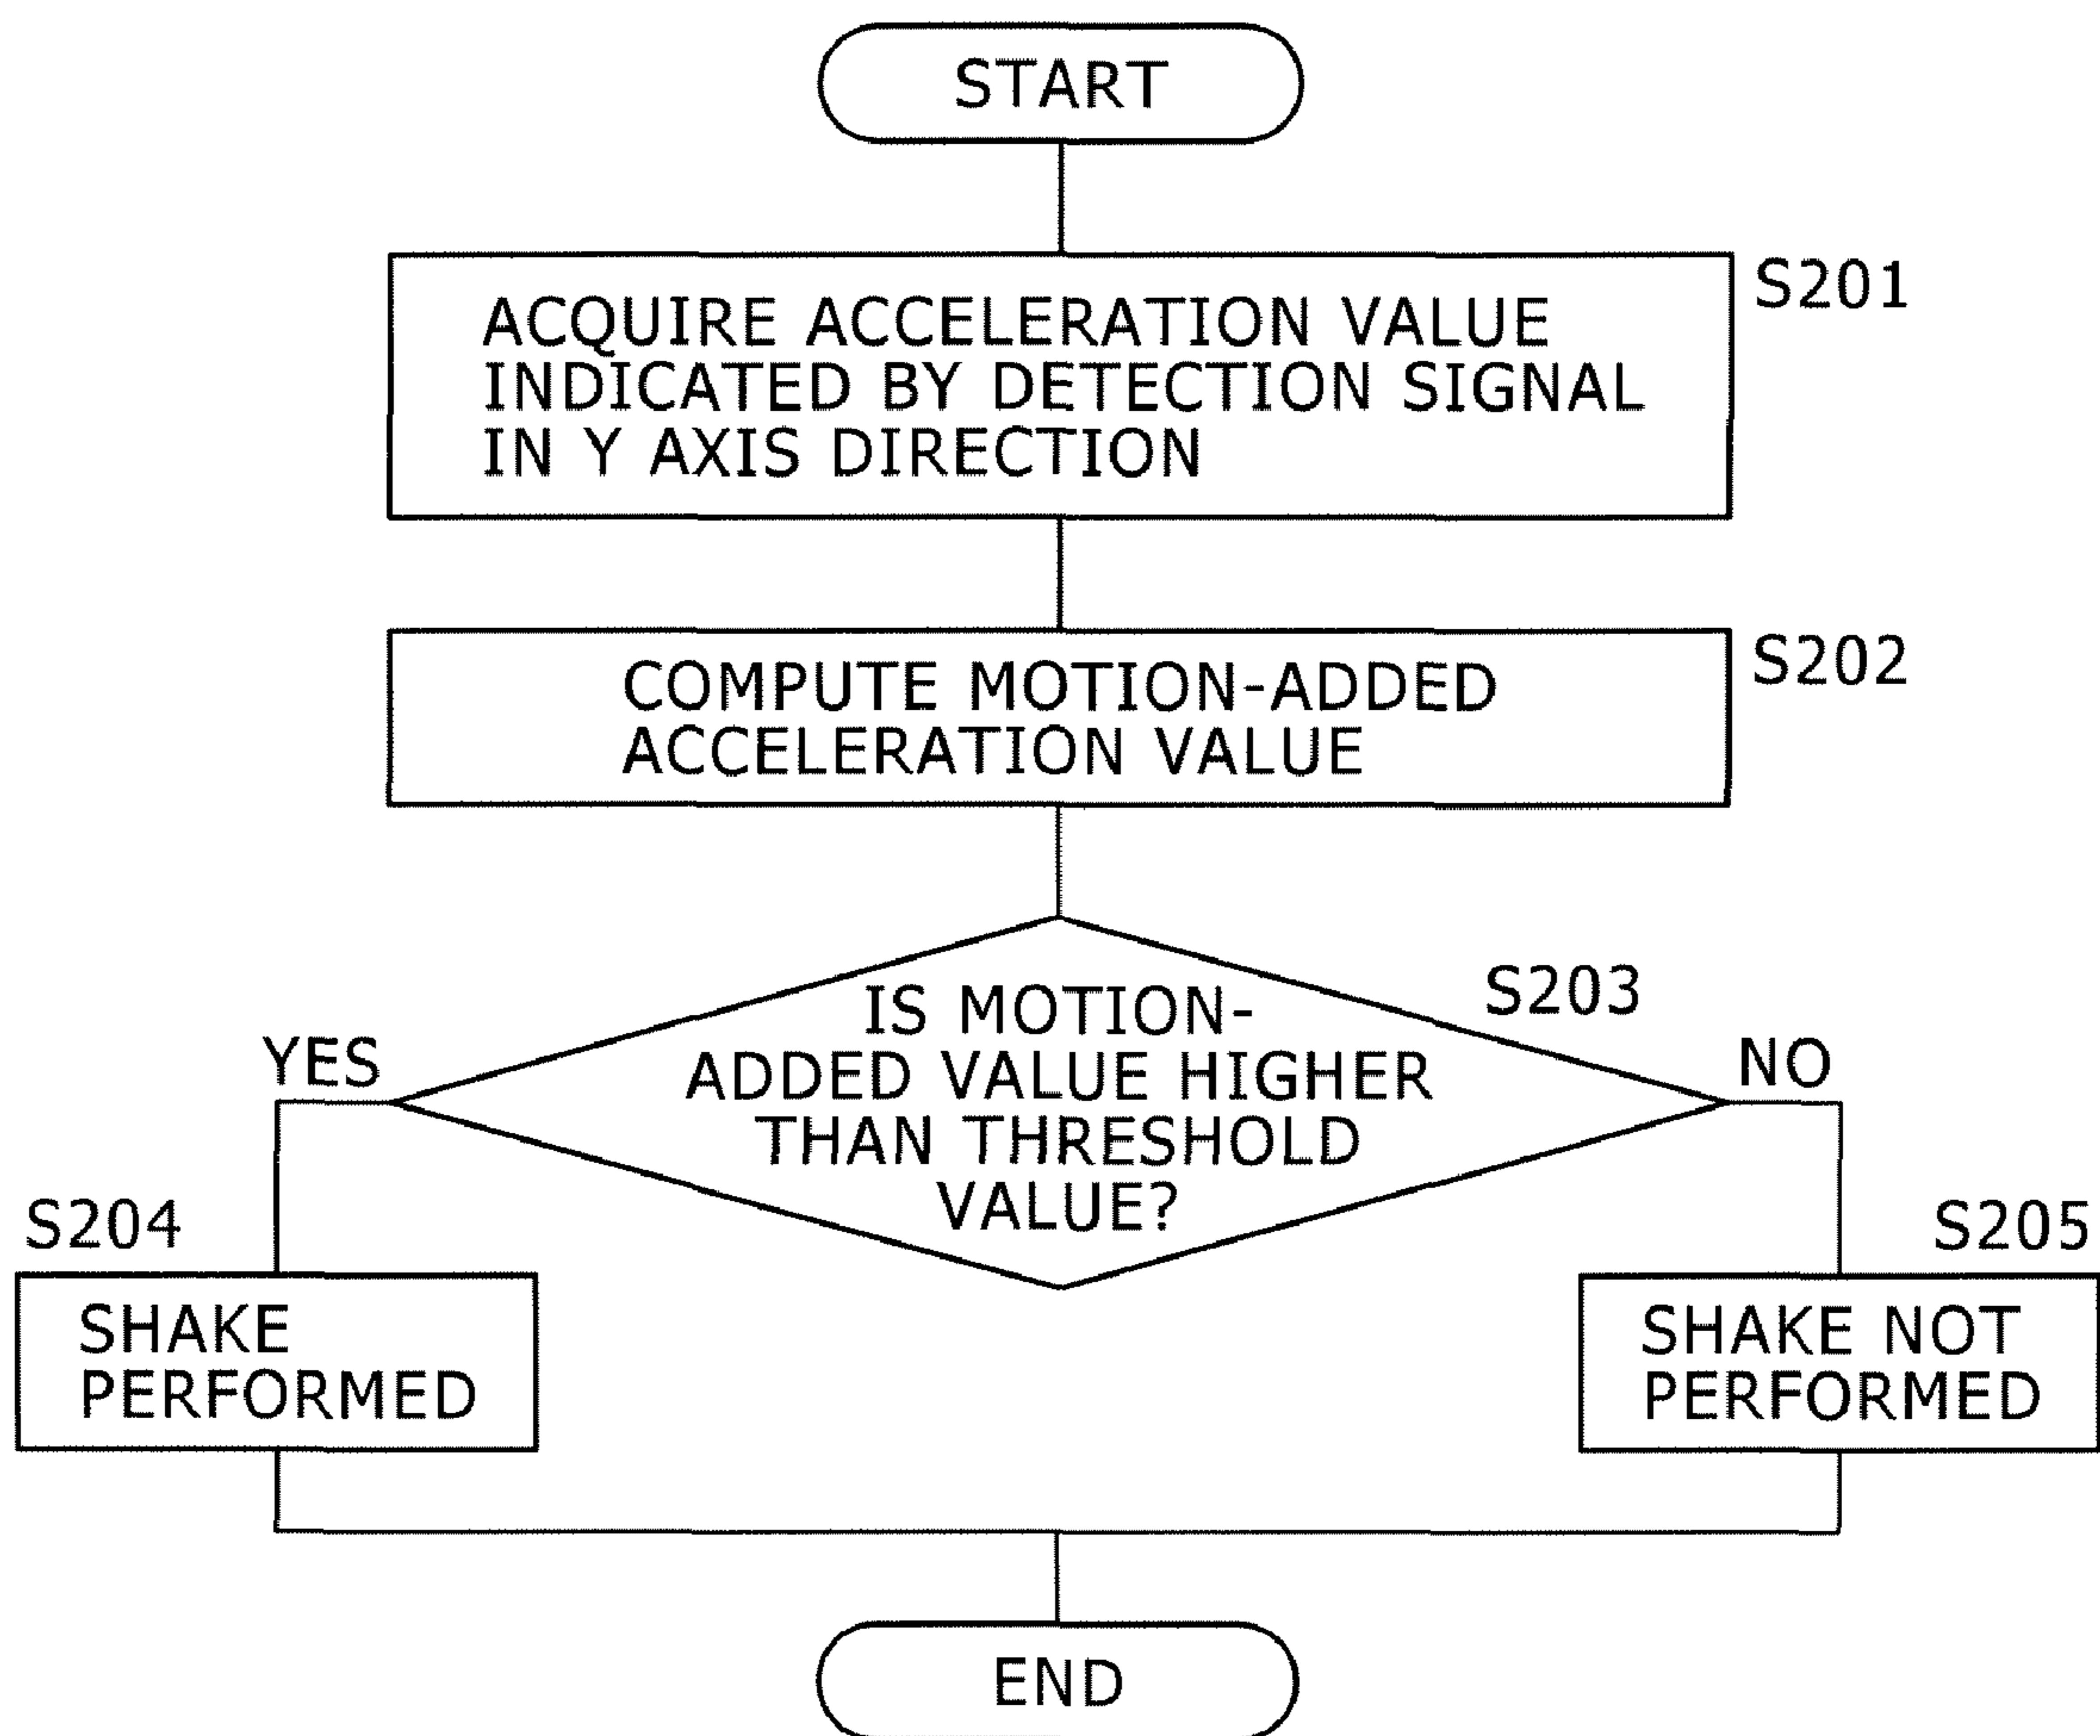 START
S201
ACQUIRE ACCELERATION VALUE
INDICATED BY DETECTION SIGNAL
IN Y AXIS DIRECTION
S202
COMPUTE MOTION-ADDED
ACCELERATION VALUE
S203
IS MOTION-
ADDED VALUE HIGHER
THAN THRESHOLD
VALUE?
YES
NO
S204
SHAKE
PERFORMED
S205
SHAKE NOT
PERFORMED
END